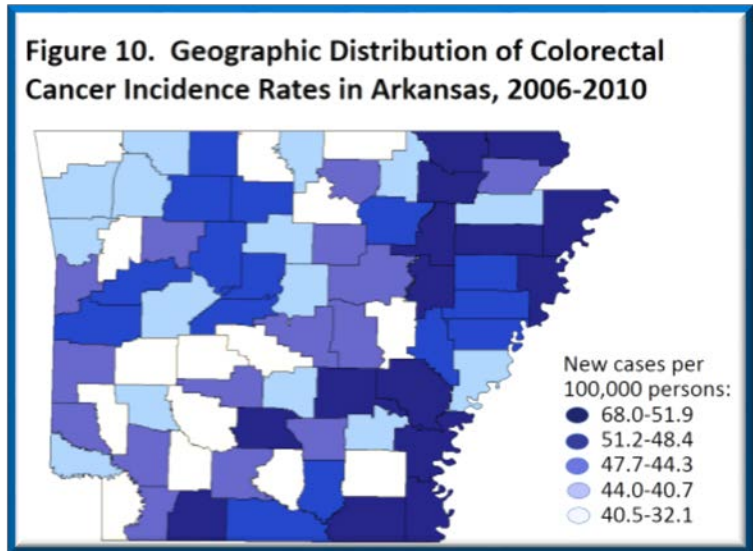 Figure 10. Geographic Distribution of Colorectal
Cancer Incidence Rates in Arkansas, 2006-2010
New cases per
100,000 persons:
68.0-51.9
51.2-48.4
47.7-44.3
44.0-40.7
40.5-32.1